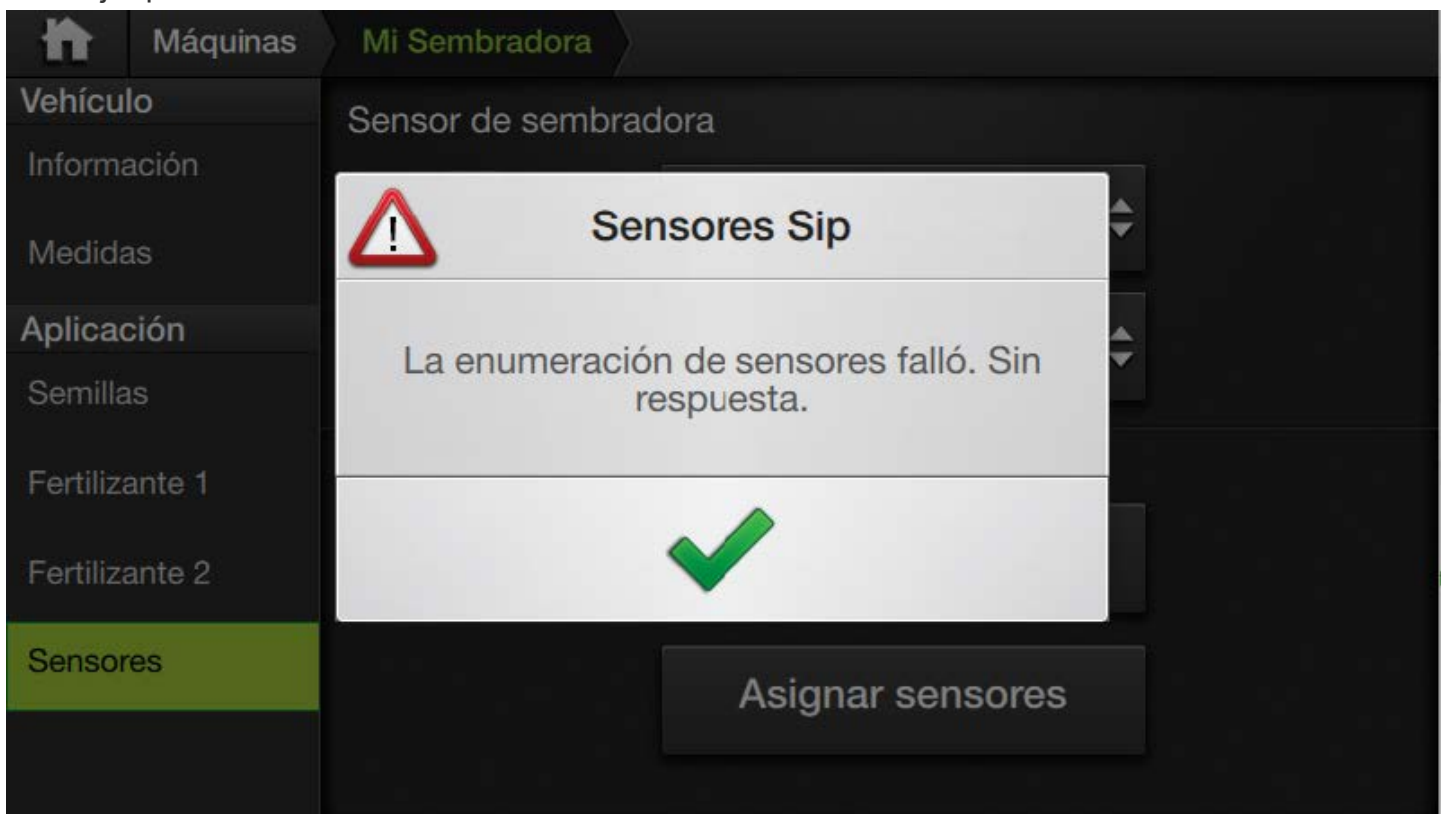 Máquinas
Mi Sembradora
Vehículo
Información
Medidas
Aplicación
Semillas
Fertilizante 1
Fertilizante 2
Sensores
Sensor de sembradora
Sensores Sip
La enumeración de sensores falló. Sin
respuesta.
Asignar sensores